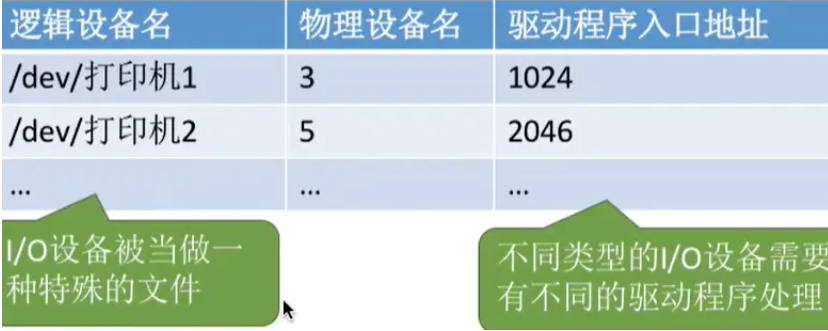 逻辑设备名 物理设备名 驱动程序入口地址
/dev/打印机1 3 1024
/dev/打印机2 5 2046
... ... ...
I/O设备被当做一
种特殊的文件
不同类型的I/O设备需要
有不同的驱动程序处理